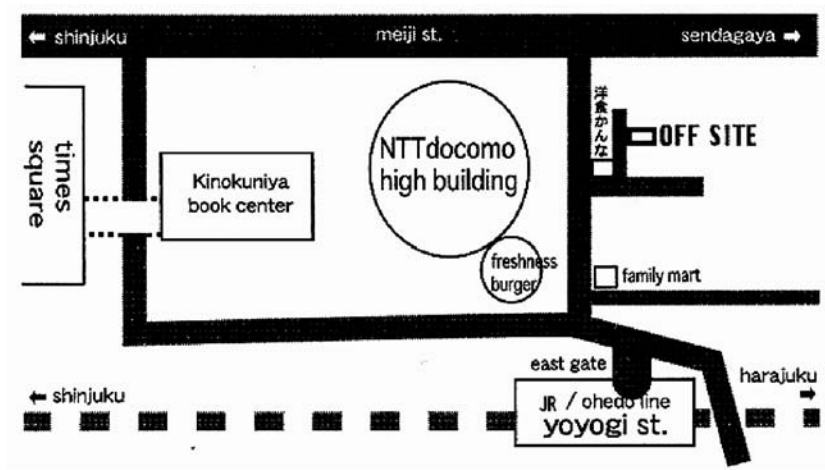 ← shinjuku
meiji st.
sendagaya →
times
square
Kinokuniya
book center
NTTdocomo
high building
洋食かんな
OFF SITE
freshness
burger
family mart
east gate
← shinjuku
harajuku
→
JR / ohedo line
yoyogi st.